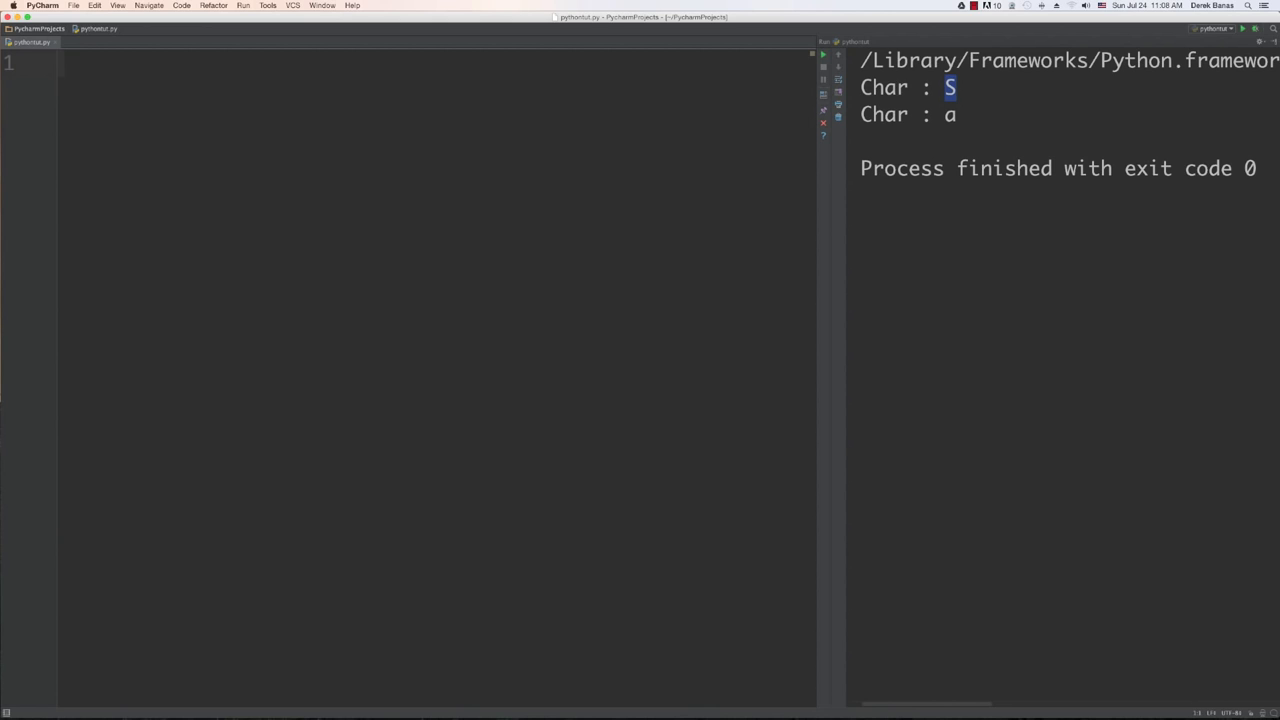 PyCharm File Edit View Navigate Code Refactor Run Tools VCS Window Help 10 Sun Jul 24 11:08 AM Derek Banas
pythontut.py - PycharmProjects - [~/PycharmProjects]
PycharmProjects pythontut.py pythontut
pythontut.py Run: pythontut
1
/Library/Frameworks/Python.framewor
Char : S
Char : a
Process finished with exit code 0
1:1 LF÷ UTF-8÷